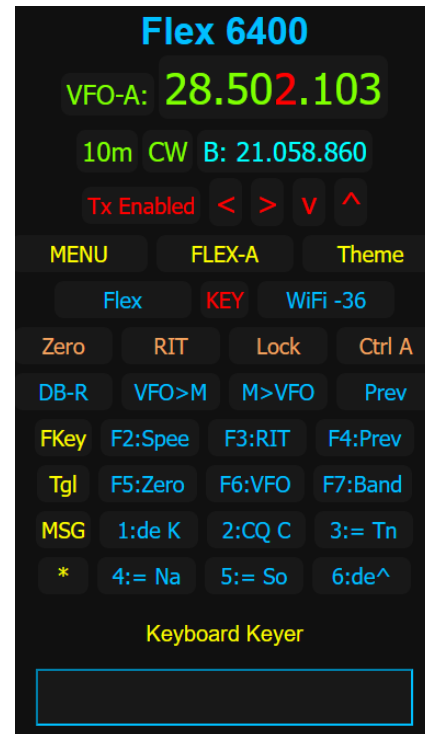 Flex 6400
VFO-A: 28.502.103
10m CW B: 21.058.860
Tx Enabled < > v ^
MENU FLEX-A Theme
Flex KEY WiFi -36
Zero RIT Lock Ctrl A
DB-R VFO>M M>VFO Prev
FKey F2:Spee F3:RIT F4:Prev
Tgl F5:Zero F6:VFO F7:Band
MSG 1:de K 2:CQ C 3:= Tn
* 4:= Na 5:= So 6:de^
Keyboard Keyer